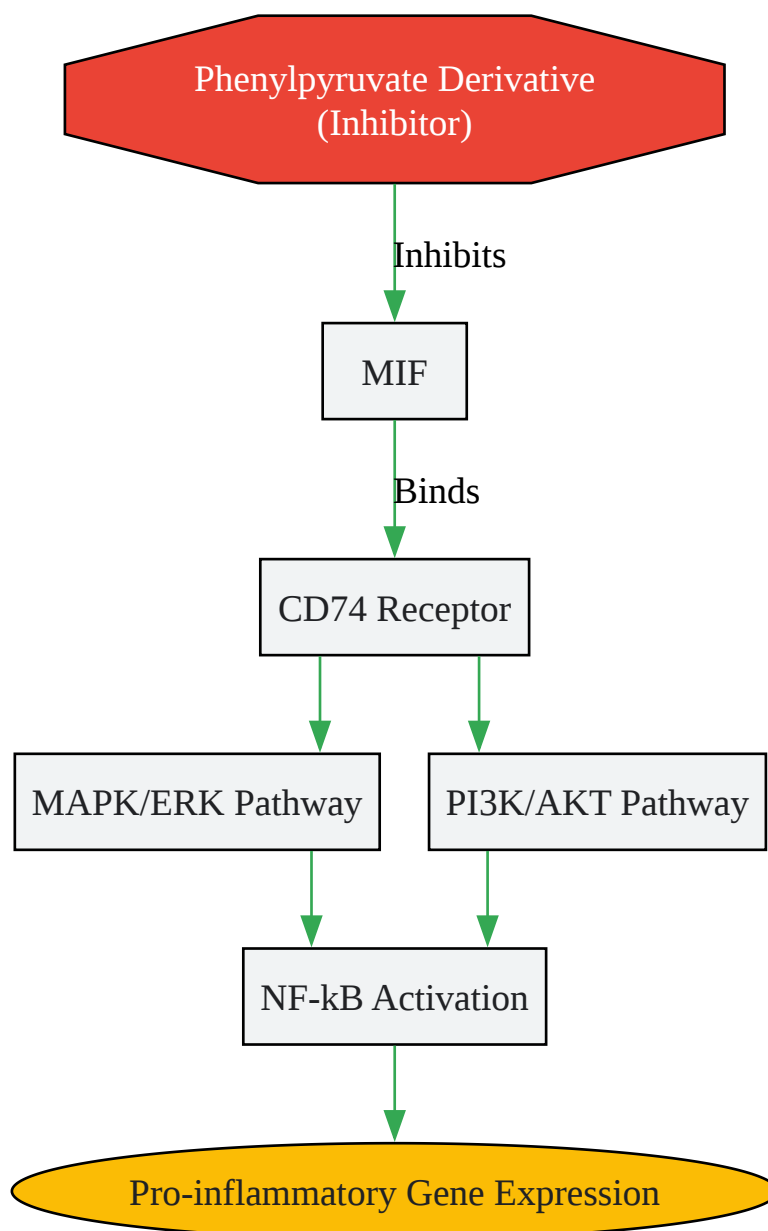 Phenylpyruvate Derivative
(Inhibitor)
Inhibits
MIF
Binds
CD74 Receptor
MAPK/ERK Pathway
PI3K/AKT Pathway
NF-kB Activation
Pro-inflammatory Gene Expression